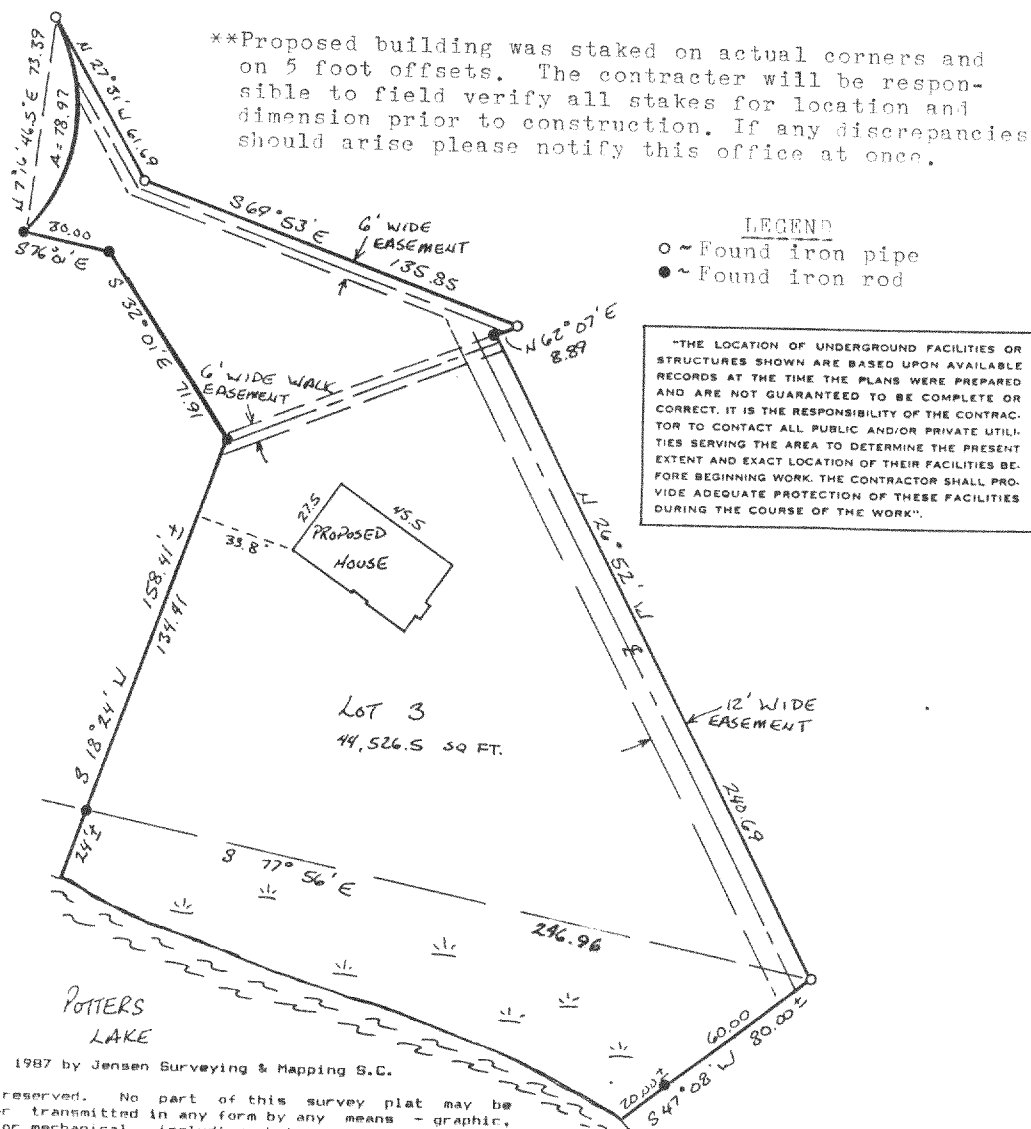 **Proposed building was staked on actual corners and
on 5 foot offsets. The contracter will be respon-
sible to field verify all stakes for location and
dimension prior to construction. If any discrepancies
should arise please notify this office at once.
N 27°31' W 61.69
N 7°16'46.5"E 73.39
A=78.97
30.00
S76°21'E
S69°53'E
135.85
6' WIDE
EASEMENT
LEGEND
○ ~ Found iron pipe
● ~ Found iron rod
N62°07'E
8.89
S 32°01'E 71.91
6' WIDE WALK
EASEMENT
"THE LOCATION OF UNDERGROUND FACILITIES OR
STRUCTURES SHOWN ARE BASED UPON AVAILABLE
RECORDS AT THE TIME THE PLANS WERE PREPARED
AND ARE NOT GUARANTEED TO BE COMPLETE OR
CORRECT. IT IS THE RESPONSIBILITY OF THE CONTRAC-
TOR TO CONTACT ALL PUBLIC AND/OR PRIVATE UTILI-
TIES SERVING THE AREA TO DETERMINE THE PRESENT
EXTENT AND EXACT LOCATION OF THEIR FACILITIES BE-
FORE BEGINNING WORK. THE CONTRACTOR SHALL PRO-
VIDE ADEQUATE PROTECTION OF THESE FACILITIES
DURING THE COURSE OF THE WORK".
27.5
45.5
PROPOSED
HOUSE
33.8'
158.41'±
134.41
S 18°24' W
N 26°52' W
℄
12' WIDE
EASEMENT
240.69
LOT 3
44,526.5 SQ FT.
24'±
S 77°56'E
246.96
60.00
20.00±
S47°08'W 80.00±
POTTERS
LAKE
1987 by Jensen Surveying & Mapping S.C.
reserved. No part of this survey plat may be
transmitted in any form by any means - graphic,
or mechanical, including